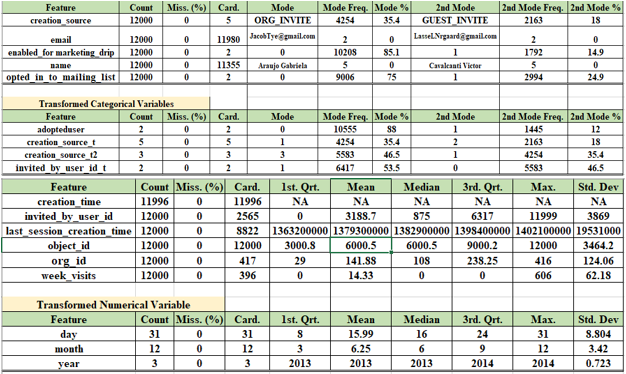 Feature Count Miss. (%) Card. Mode Mode Freq. Mode % 2nd Mode 2nd Mode Freq. 2nd Mode %
creation_source 12000 0 5 ORG_INVITE 4254 35.4 GUEST_INVITE 2163 18
email 12000 0 11980 JacobTye@gmail.com 2 0 LasseLNrgaard@gmail.com 2 0
enabled_for marketing_drip 12000 0 2 0 10208 85.1 1 1792 14.9
name 12000 0 11355 Araujo Gabriela 5 0 Cavalcanti Victor 5 0
opted_in_to_mailing_list 12000 0 2 0 9006 75 1 2994 24.9
Transformed Categorical Variables
Feature Count Miss. (%) Card. Mode Mode Freq. Mode % 2nd Mode 2nd Mode Freq. 2nd Mode %
adopteduser 2 0 2 0 10555 88 1 1445 12
creation_source_t 5 0 5 1 4254 35.4 2 2163 18
creation_source_t2 3 0 3 3 5583 46.5 1 4254 35.4
invited_by_user_id_t 2 0 2 1 6417 53.5 0 5583 46.5
Feature Count Miss. (%) Card. 1st. Qrt. Mean Median 3rd. Qrt. Max. Std. Dev
creation_time 11996 0 11996 NA NA NA NA NA NA
invited_by_user_id 12000 0 2565 0 3188.7 875 6317 11999 3869
last_session_creation_time 12000 0 8822 1363200000 1379300000 1382900000 1398400000 1402100000 19531000
object_id 12000 0 12000 3000.8 6000.5 6000.5 9000.2 12000 3464.2
org_id 12000 0 417 29 141.88 108 238.25 416 124.06
week_visits 12000 0 396 0 14.33 0 0 606 62.18
Transformed Numerical Variable
Feature Count Miss. (%) Card. 1st. Qrt. Mean Median 3rd. Qrt. Max. Std. Dev
day 31 0 31 8 15.99 16 24 31 8.804
month 12 0 12 3 6.25 6 9 12 3.42
year 3 0 3 2013 2013 2013 2014 2014 0.723